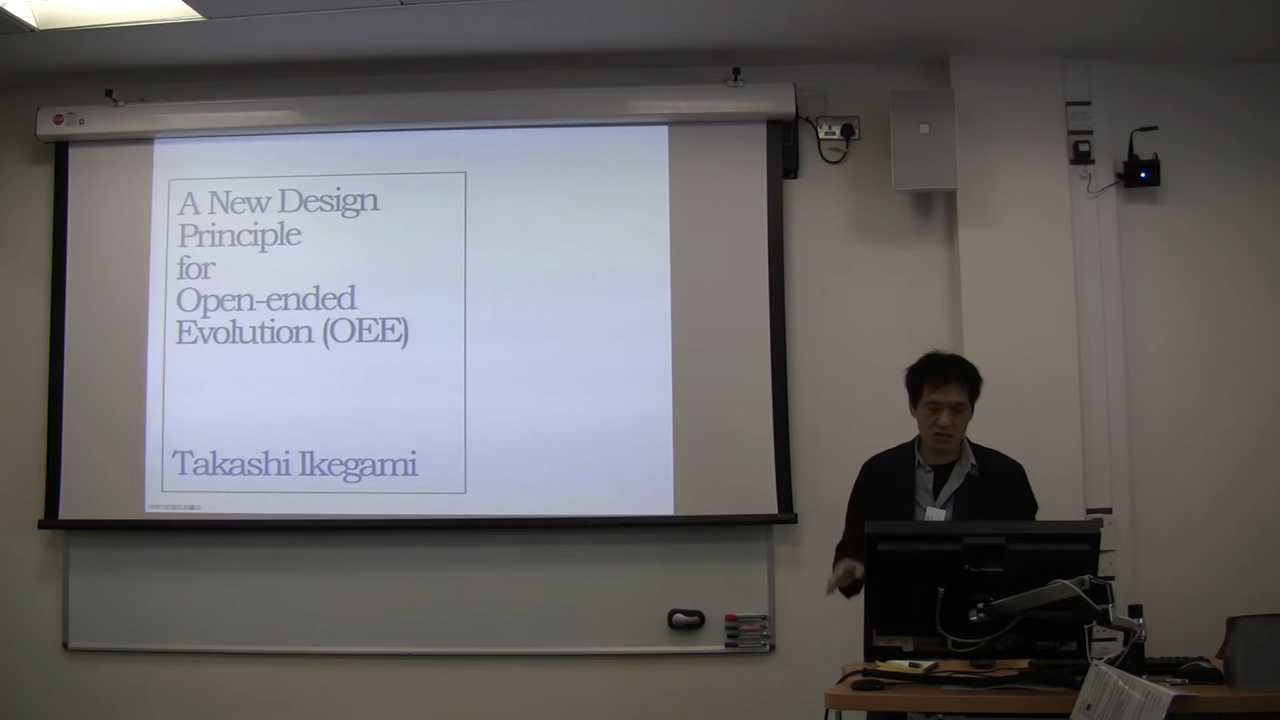 A New Design
Principle
for
Open-ended
Evolution (OEE)
Takashi Ikegami